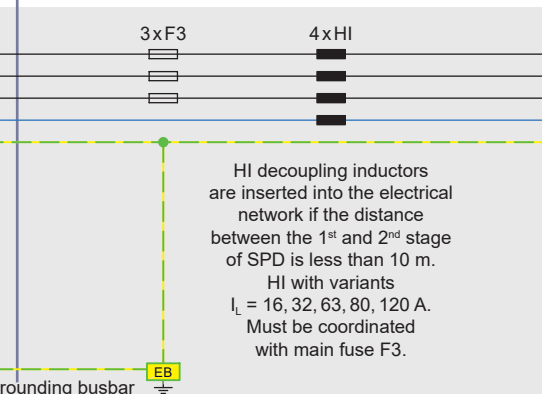 3xF3 4xHI
HI decoupling inductors
are inserted into the electrical
network if the distance
between the 1st and 2nd stage
of SPD is less than 10 m.
HI with variants
IL = 16, 32, 63, 80, 120 A.
Must be coordinated
with main fuse F3.
EB
rounding busbar